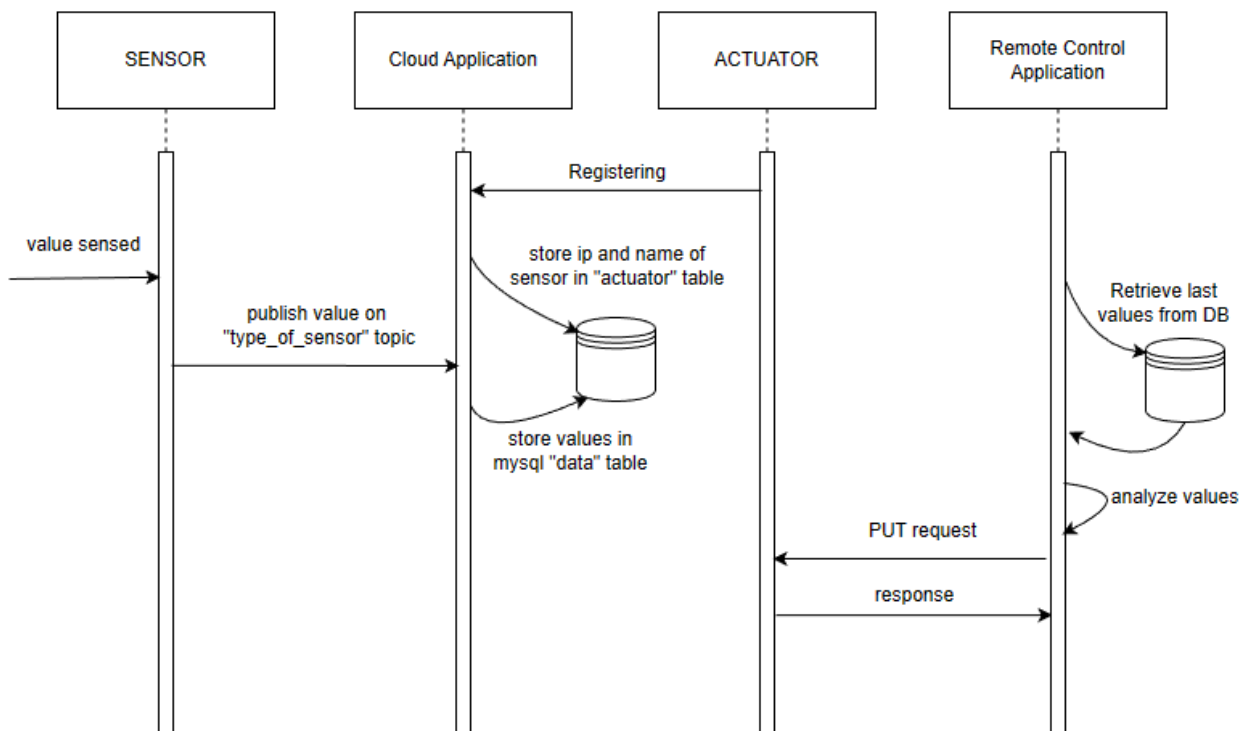 SENSOR
Cloud Application
ACTUATOR
Remote Control
Application
Registering
value sensed
store ip and name of
sensor in "actuator" table
publish value on
"type_of_sensor" topic
Retrieve last
values from DB
store values in
mysql "data" table
analyze values
PUT request
response